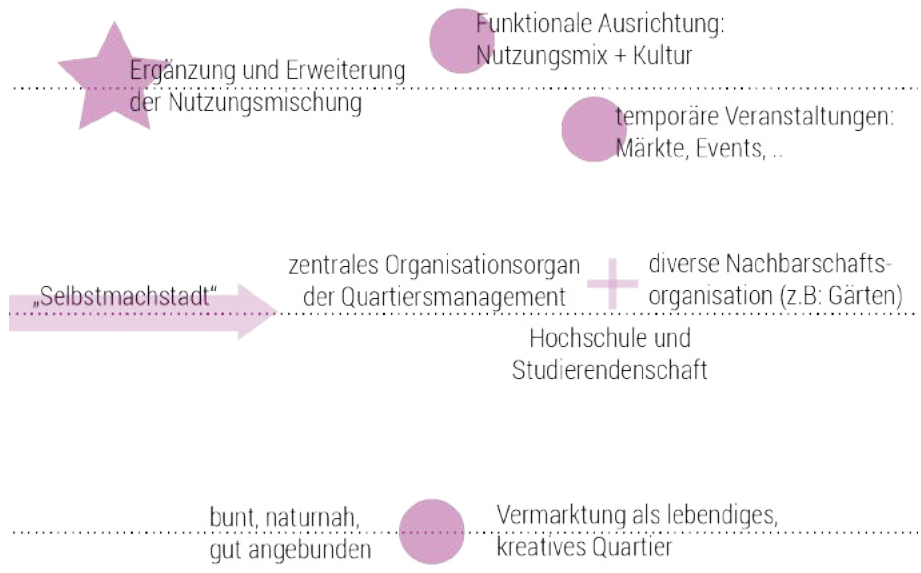 Funktionale Ausrichtung:
Nutzungsmix + Kultur
Ergänzung und Erweiterung
der Nutzungsmischung
temporäre Veranstaltungen:
Märkte, Events, ..
„Selbstmachstadt“
zentrales Organisationsorgan
der Quartiersmanagement
diverse Nachbarschafts-
organisation (z.B: Gärten)
Hochschule und
Studierendenschaft
bunt, naturnah,
gut angebunden
Vermarktung als lebendiges,
kreatives Quartier